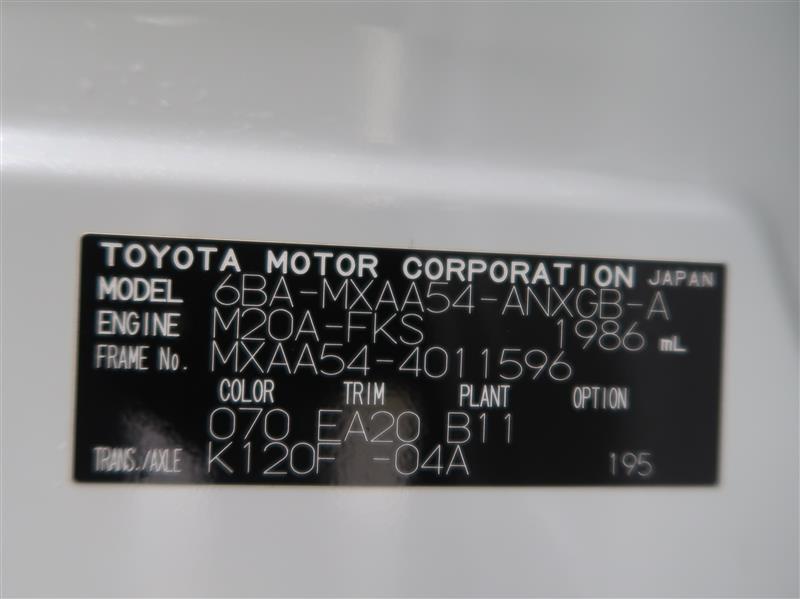 TOYOTA MOTOR CORPORATION JAPAN
MODEL 6BA-MXAA54-ANXGB-A
ENGINE M20A-FKS 1986 mL
FRAME No. MXAA54-4011596
COLOR TRIM PLANT OPTION
070 EA20 B11
TRANS./AXLE K120F -04A 195